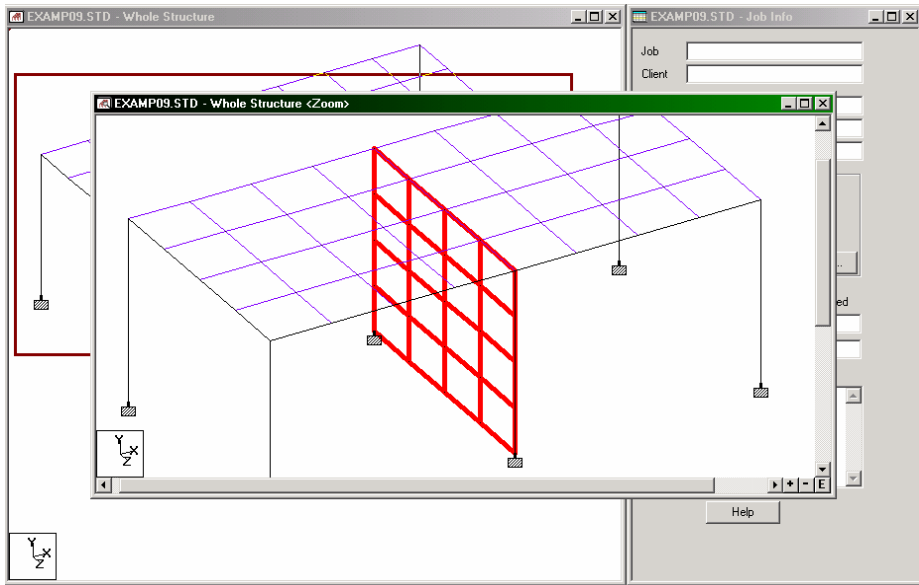 EXAMP09.STD - Whole Structure
EXAMP09.STD - Job Info
Job
Client
EXAMP09.STD - Whole Structure <Zoom>
...
ed
Y
X
Z
+ - E
Help
Y
X
Z